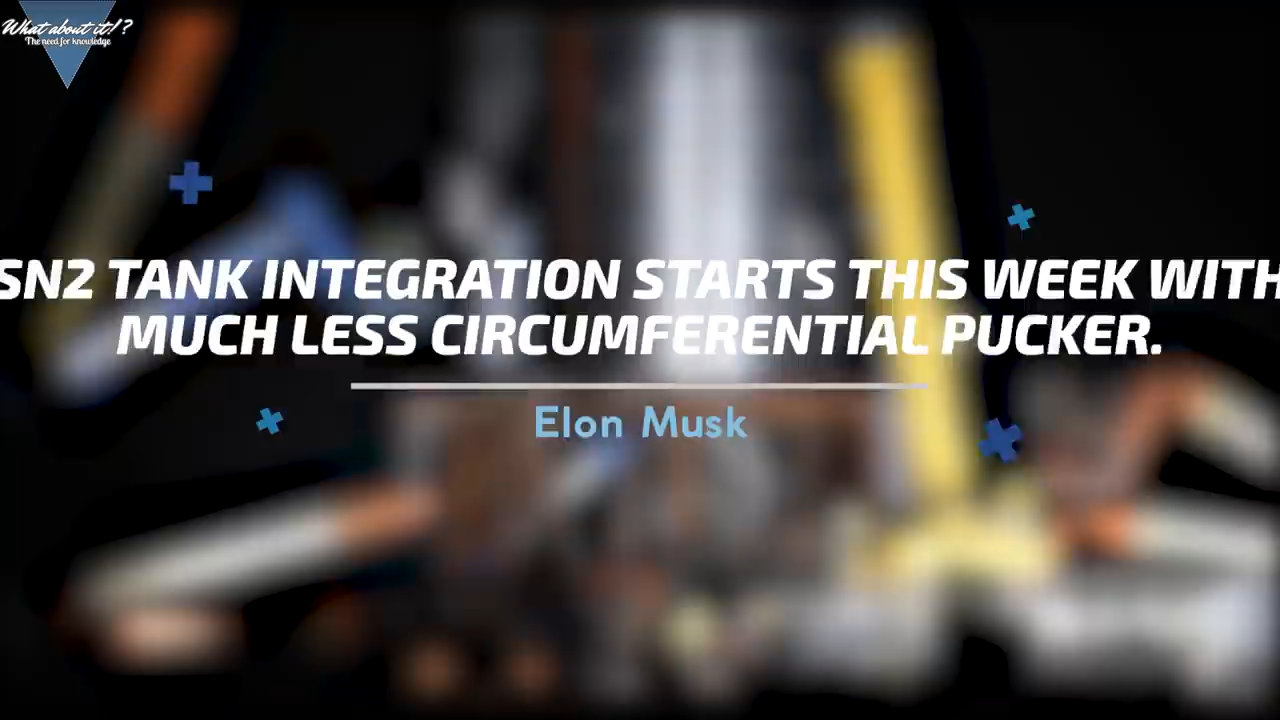 What about it!?
The need for knowledge
SN2 TANK INTEGRATION STARTS THIS WEEK WITH
MUCH LESS CIRCUMFERENTIAL PUCKER.
Elon Musk